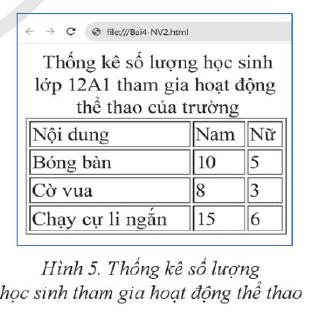 file:///Bai4-NV2.html
Thống kê số lượng học sinh
lớp 12A1 tham gia hoạt động
thể thao của trường
Nội dung Nam Nữ
Bóng bàn 10 5
Cờ vua 8 3
Chạy cự li ngắn 15 6
Hình 5. Thống kê số lượng
học sinh tham gia hoạt động thể thao